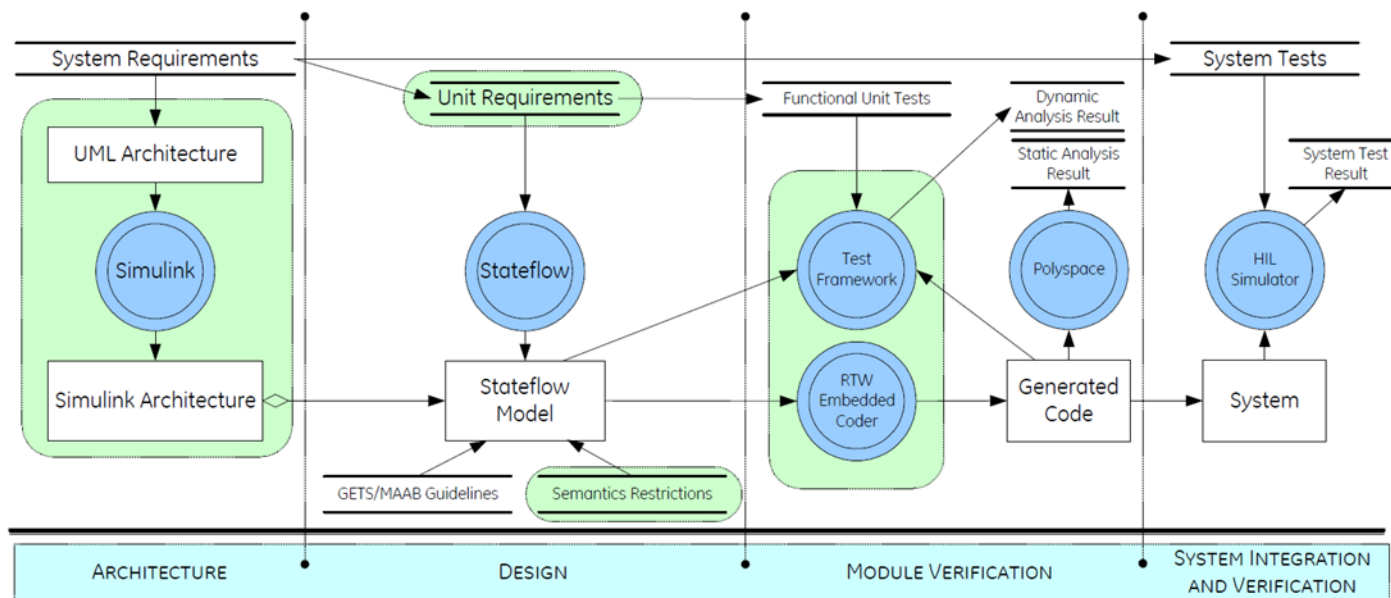 System Requirements
System Tests
Unit Requirements
Functional Unit Tests
Dynamic
Analysis Result
UML Architecture
Static Analysis
Result
System Test
Result
Simulink
Stateflow
Test
Framework
Polyspace
HIL
Simulator
Simulink Architecture
Stateflow
Model
RTW
Embedded
Coder
Generated
Code
System
GETS/MAAB Guidelines
Semantics Restrictions
ARCHITECTURE
DESIGN
MODULE VERIFICATION
SYSTEM INTEGRATION
AND VERIFICATION